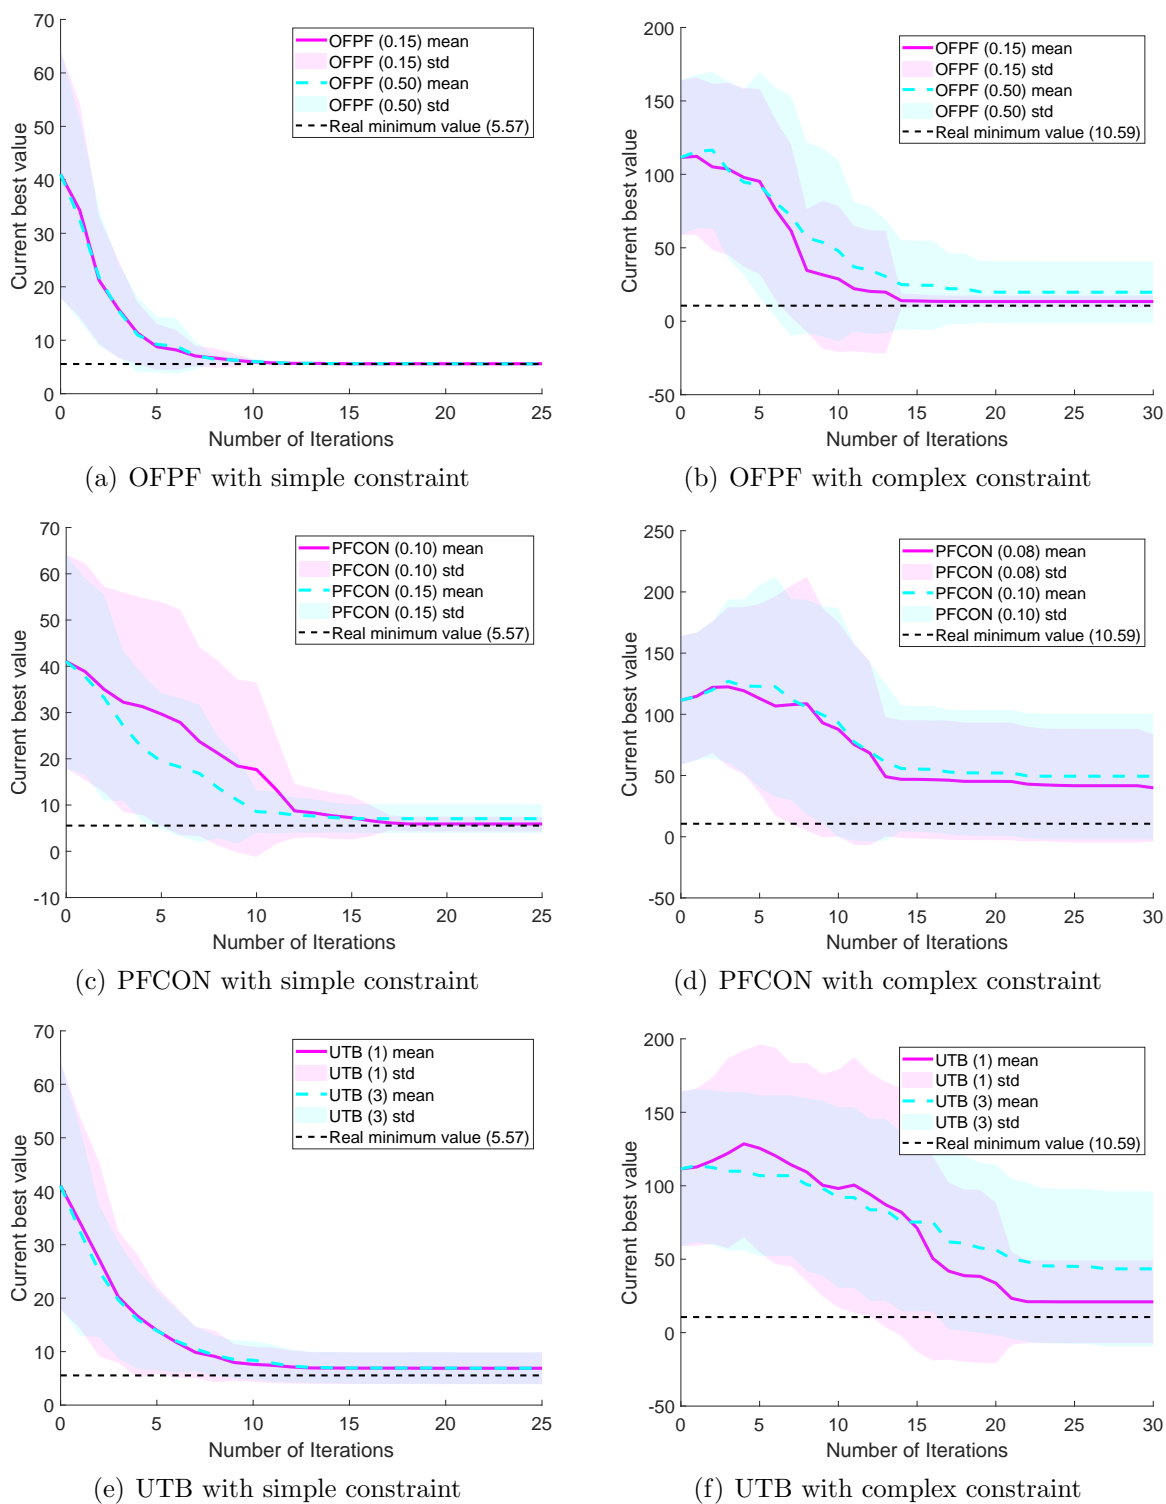 70
60
50
40
30
20
10
0
Current best value
0 5 10 15 20 25
Number of Iterations
OFPF (0.15) mean
OFPF (0.15) std
OFPF (0.50) mean
OFPF (0.50) std
Real minimum value (5.57)
(a) OFPF with simple constraint
200
150
100
50
0
-50
Current best value
0 5 10 15 20 25 30
Number of Iterations
OFPF (0.15) mean
OFPF (0.15) std
OFPF (0.50) mean
OFPF (0.50) std
Real minimum value (10.59)
(b) OFPF with complex constraint
70
60
50
40
30
20
10
0
-10
Current best value
0 5 10 15 20 25
Number of Iterations
PFCON (0.10) mean
PFCON (0.10) std
PFCON (0.15) mean
PFCON (0.15) std
Real minimum value (5.57)
(c) PFCON with simple constraint
250
200
150
100
50
0
-50
Current best value
0 5 10 15 20 25 30
Number of Iterations
PFCON (0.08) mean
PFCON (0.08) std
PFCON (0.10) mean
PFCON (0.10) std
Real minimum value (10.59)
(d) PFCON with complex constraint
70
60
50
40
30
20
10
0
Current best value
0 5 10 15 20 25
Number of Iterations
UTB (1) mean
UTB (1) std
UTB (3) mean
UTB (3) std
Real minimum value (5.57)
(e) UTB with simple constraint
200
150
100
50
0
-50
Current best value
0 5 10 15 20 25 30
Number of Iterations
UTB (1) mean
UTB (1) std
UTB (3) mean
UTB (3) std
Real minimum value (10.59)
(f) UTB with complex constraint